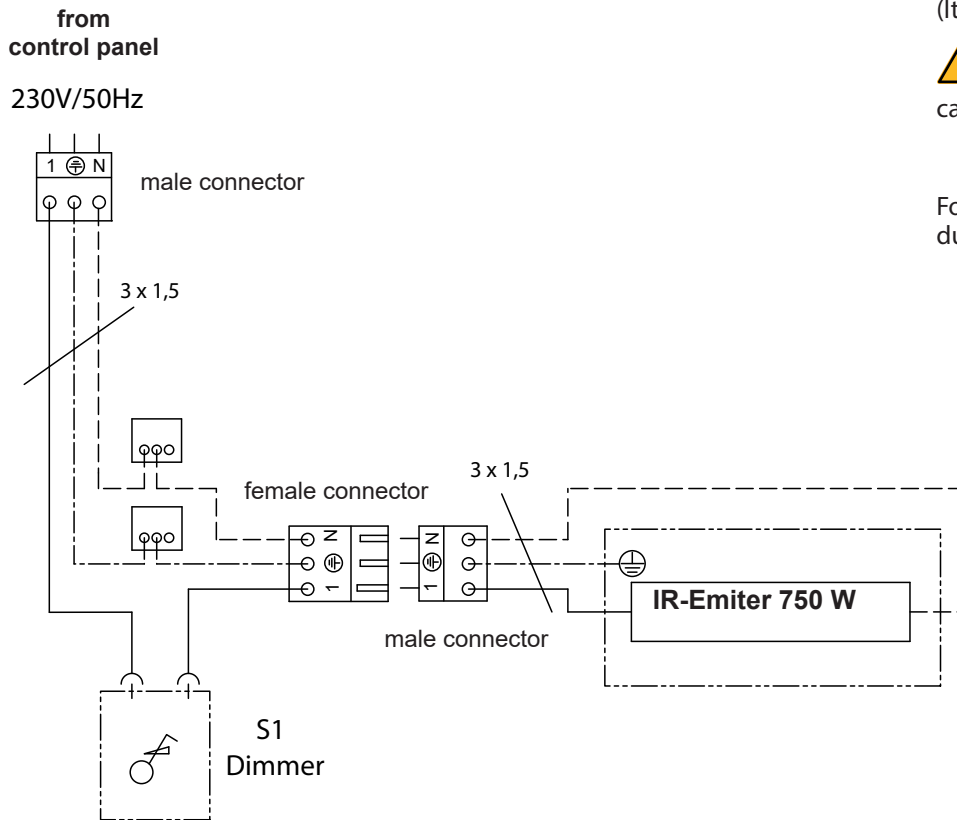 from
control panel
230V/50Hz
1 N
male connector
3 x 1,5
female connector
3 x 1,5
N
1
N
1
male connector
IR-Emiter 750 W
S1
Dimmer
(It
ca
Fo
du